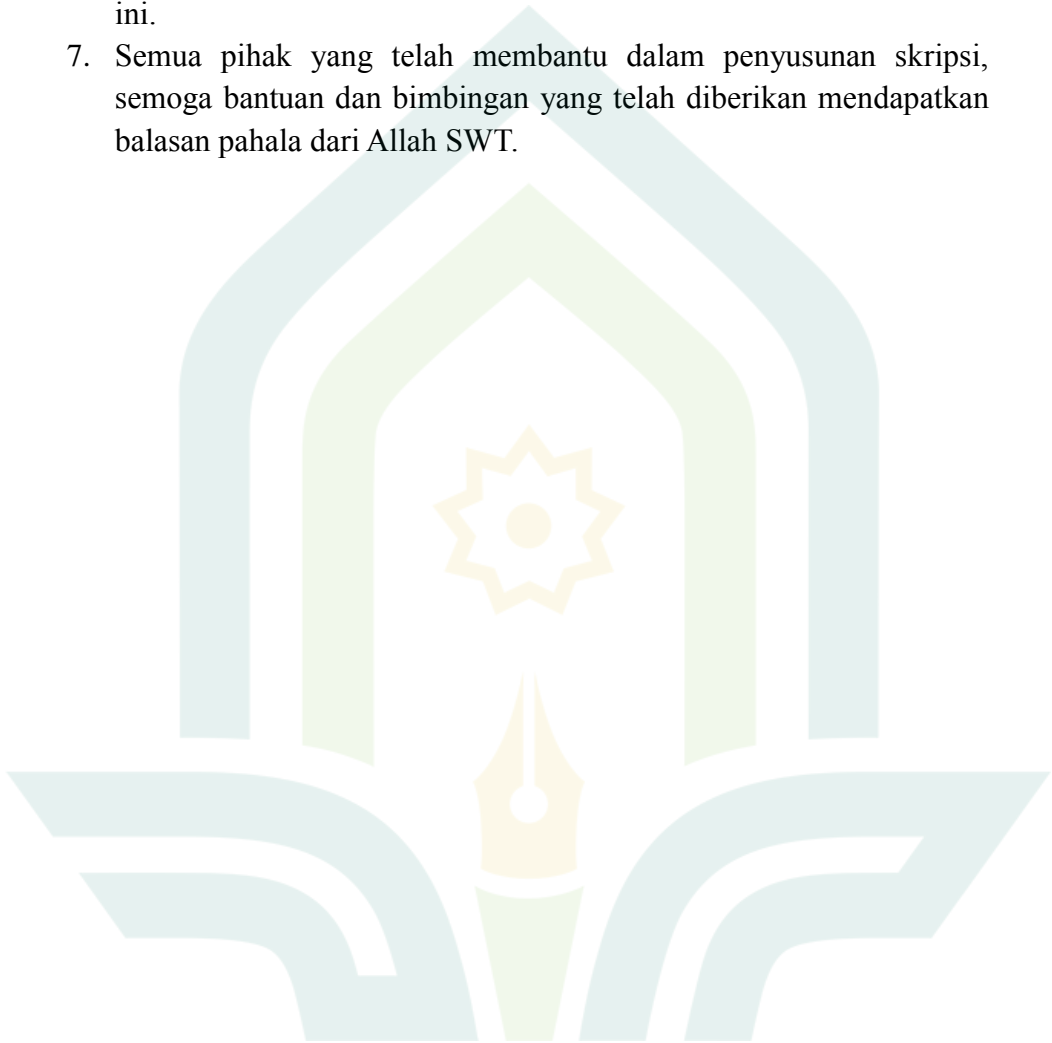 ini.
7. Semua pihak yang telah membantu dalam penyusunan skripsi,
semoga bantuan dan bimbingan yang telah diberikan mendapatkan
balasan pahala dari Allah SWT.